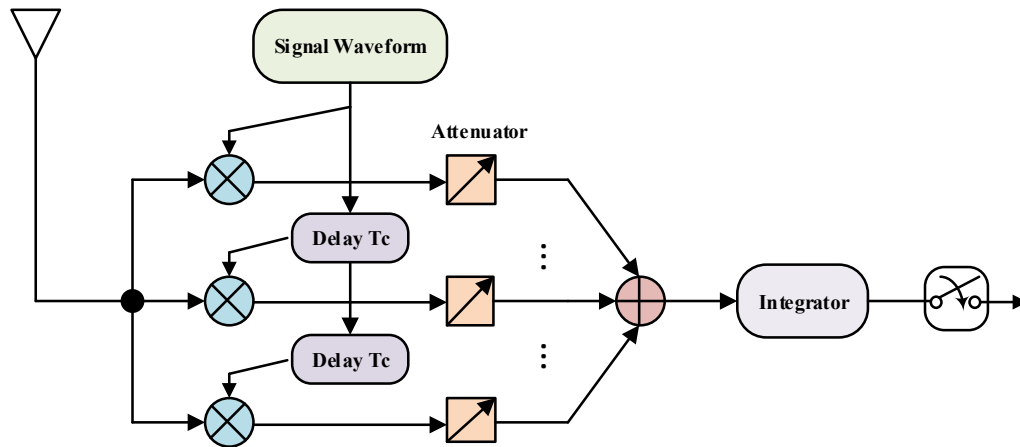 Signal Waveform
Attenuator
Delay Tc
Integrator
Delay Tc